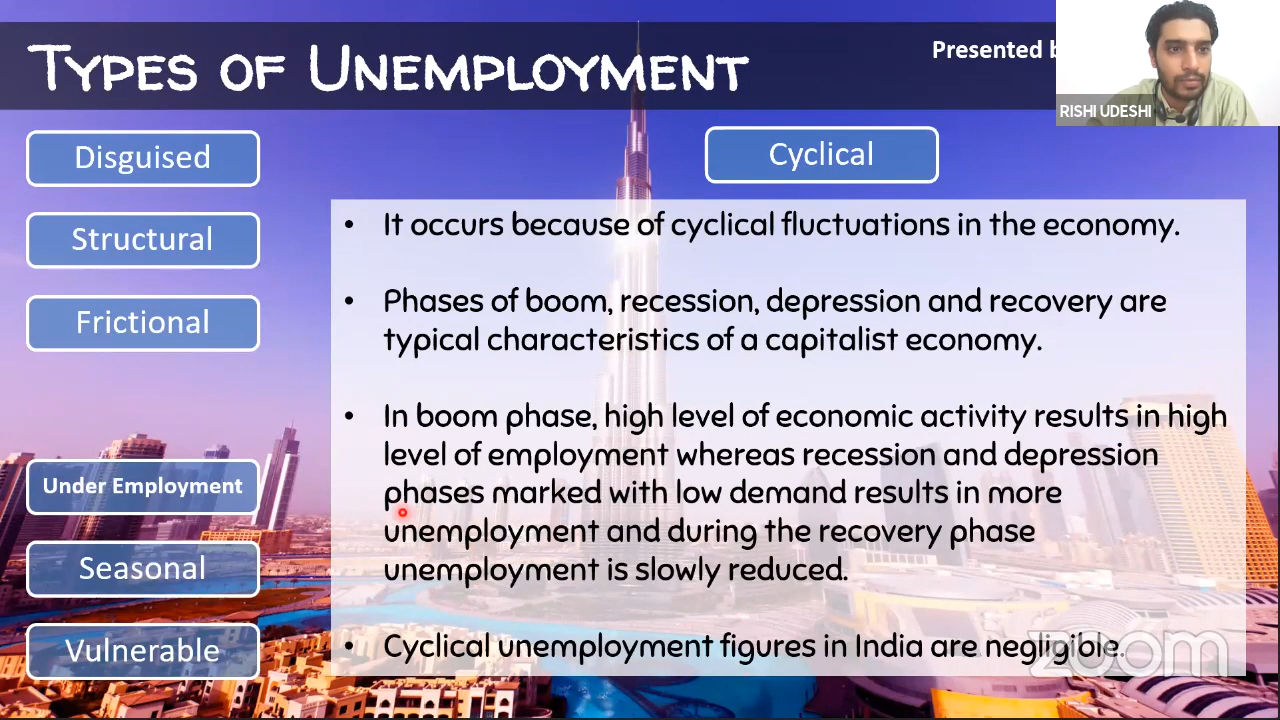 TYPES OF UNEMPLOYMENT
Presented b
RISHI UDESHI
Disguised
Structural
Frictional
Under Employment
Seasonal
Vulnerable
Cyclical
• It occurs because of cyclical fluctuations in the economy.
• Phases of boom, recession, depression and recovery are
typical characteristics of a capitalist economy.
• In boom phase, high level of economic activity results in high
level of employment whereas recession and depression
phases marked with low demand results in more
unemployment and during the recovery phase
unemployment is slowly reduced.
• Cyclical unemployment figures in India are negligible.
zoom